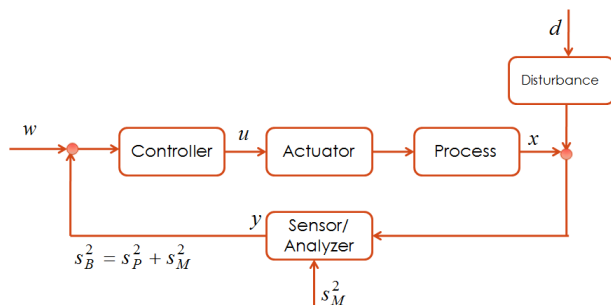 d
Disturbance
w
Controller
u
Actuator
Process
x
y
Sensor/
Analyzer
s_B^2 = s_P^2 + s_M^2
s_M^2